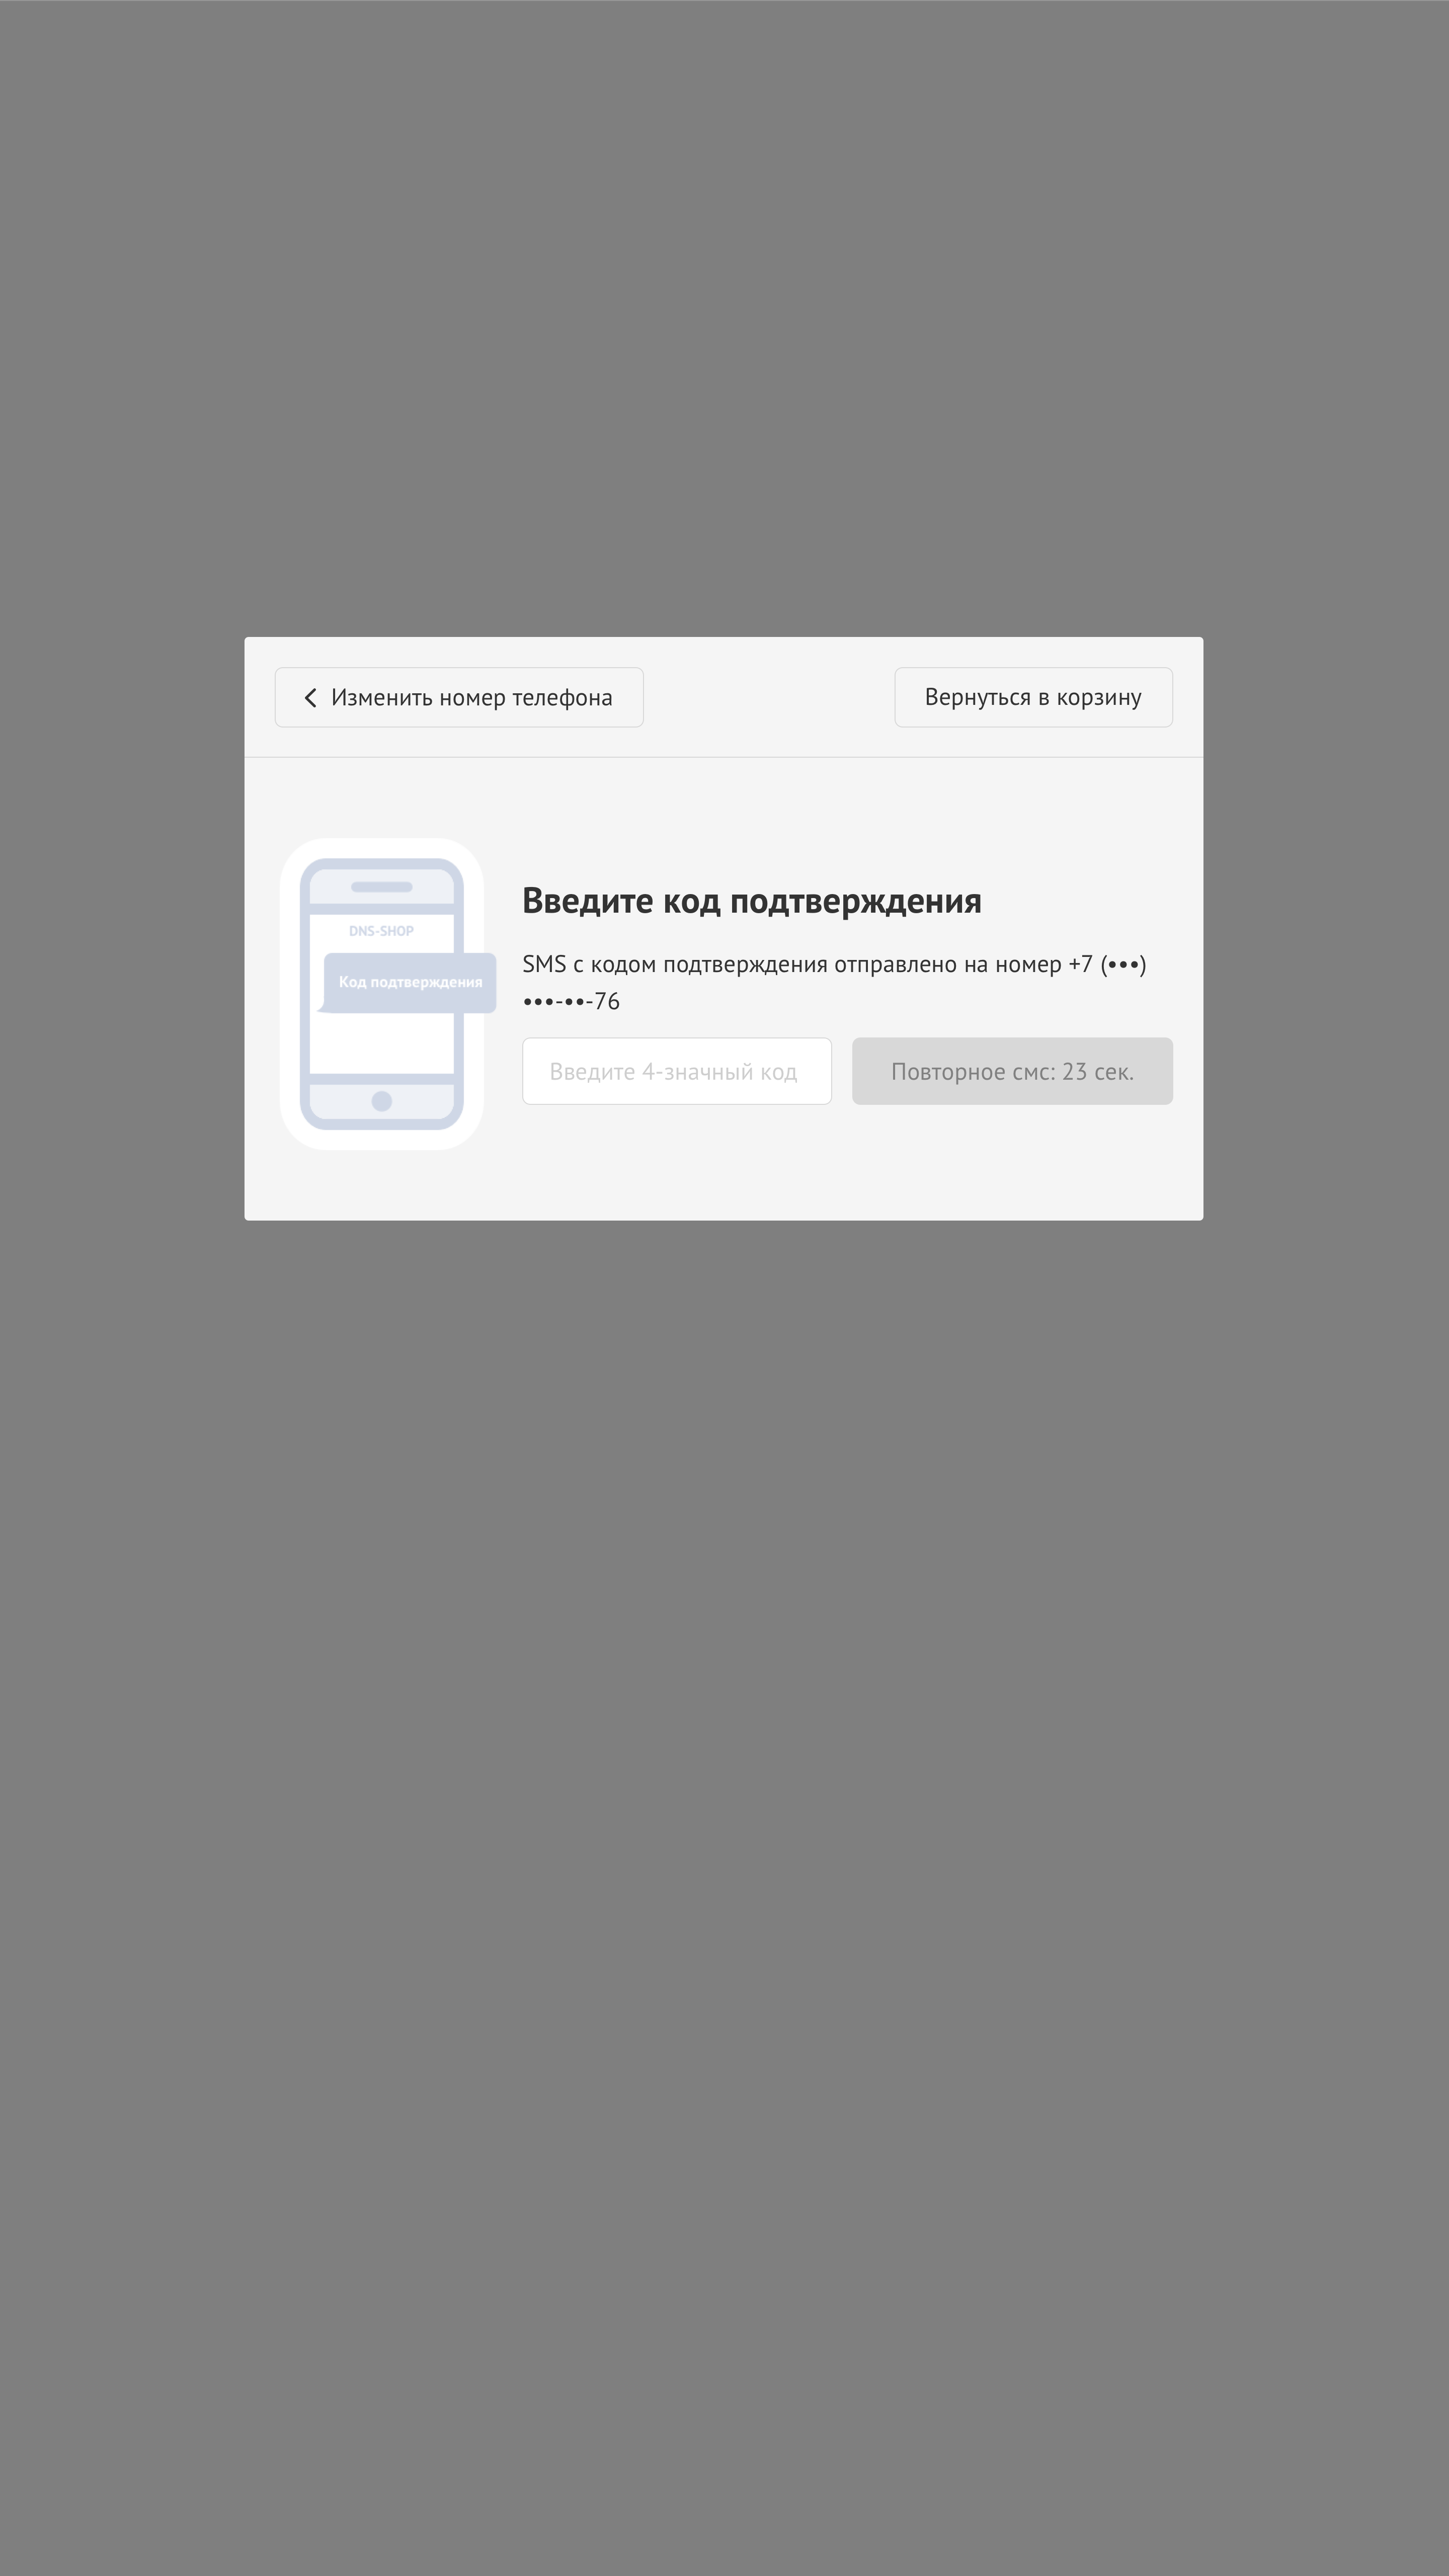 Изменить номер телефона
Вернуться в корзину
DNS-SHOP
Код подтверждения
Введите код подтверждения
SMS с кодом подтверждения отправлено на номер +7 (•••)
•••-••-76
Введите 4-значный код
Повторное смс: 23 сек.